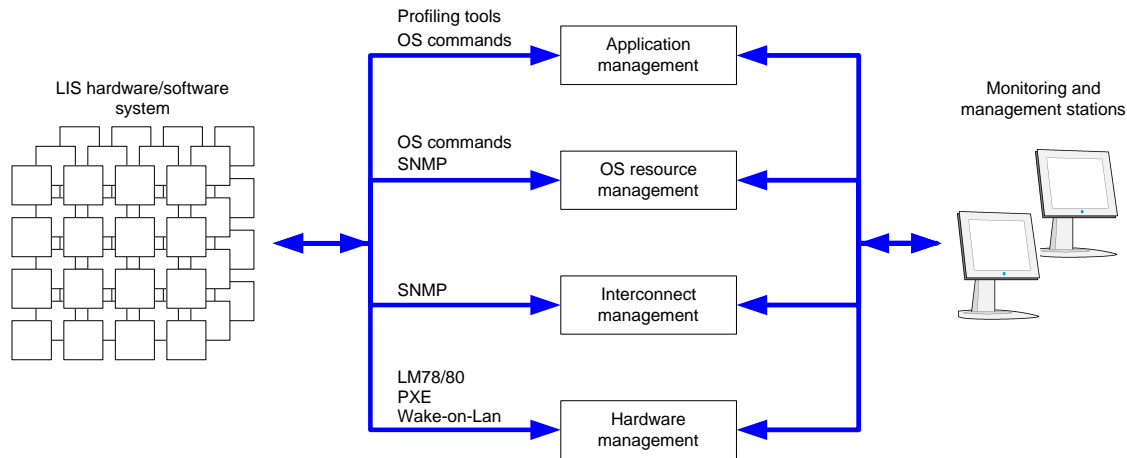 Profiling tools
OS commands
Application
management
LIS hardware/software
system
Monitoring and
management stations
OS commands
SNMP
OS resource
management
SNMP
Interconnect
management
LM78/80
PXE
Wake-on-Lan
Hardware
management